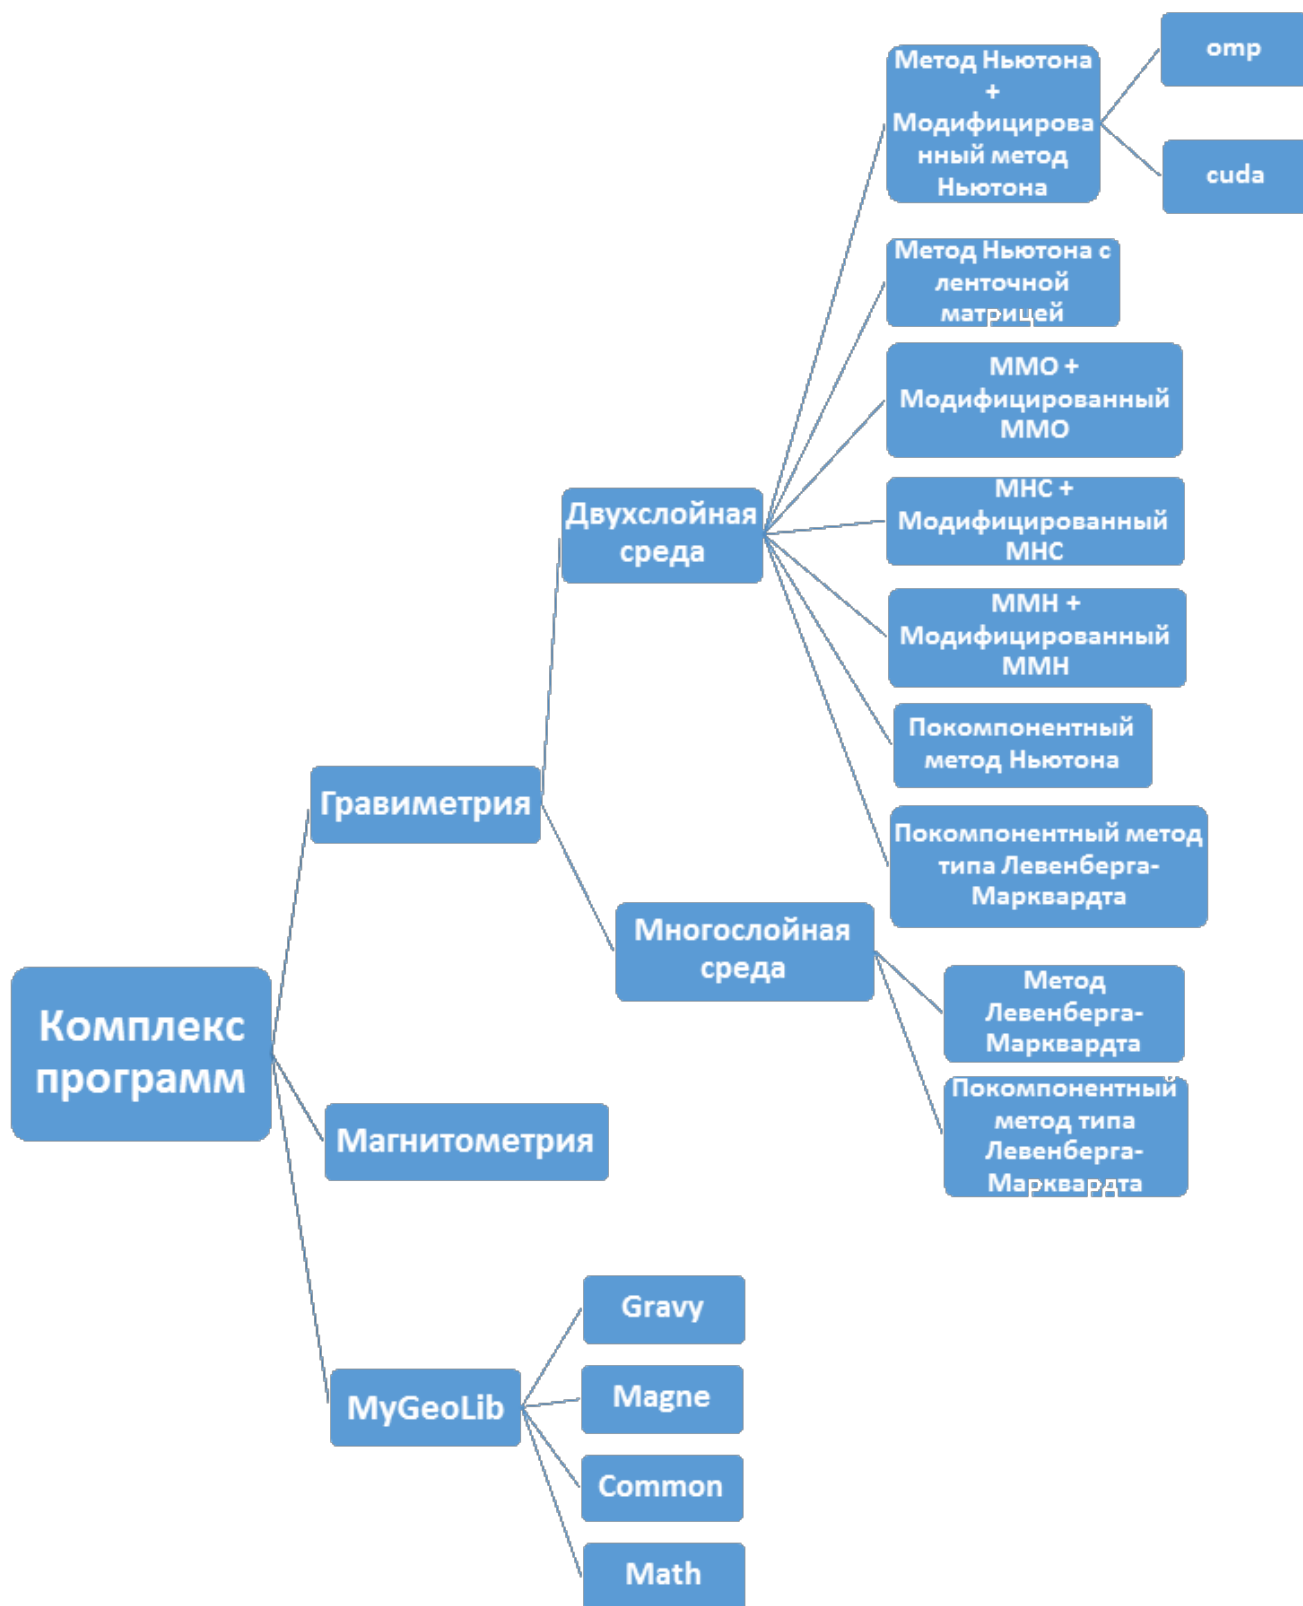 omp
Метод Ньютона
+
Модифицирова
нный метод
Ньютона
cuda
Метод Ньютона с
ленточной
матрицей
ММО +
Модифицированный
ММО
МНС +
Модифицированный
МНС
Двухслойная
среда
ММН +
Модифицированный
ММН
Покомпонентный
метод Ньютона
Гравиметрия
Покомпонентный метод
типа Левенберга-
Марквардта
Многослойная
среда
Метод
Левенберга-
Марквардта
Комплекс
программ
Покомпонентный
метод типа
Левенберга-
Марквардта
Магнитометрия
Gravy
Magne
MyGeoLib
Common
Math